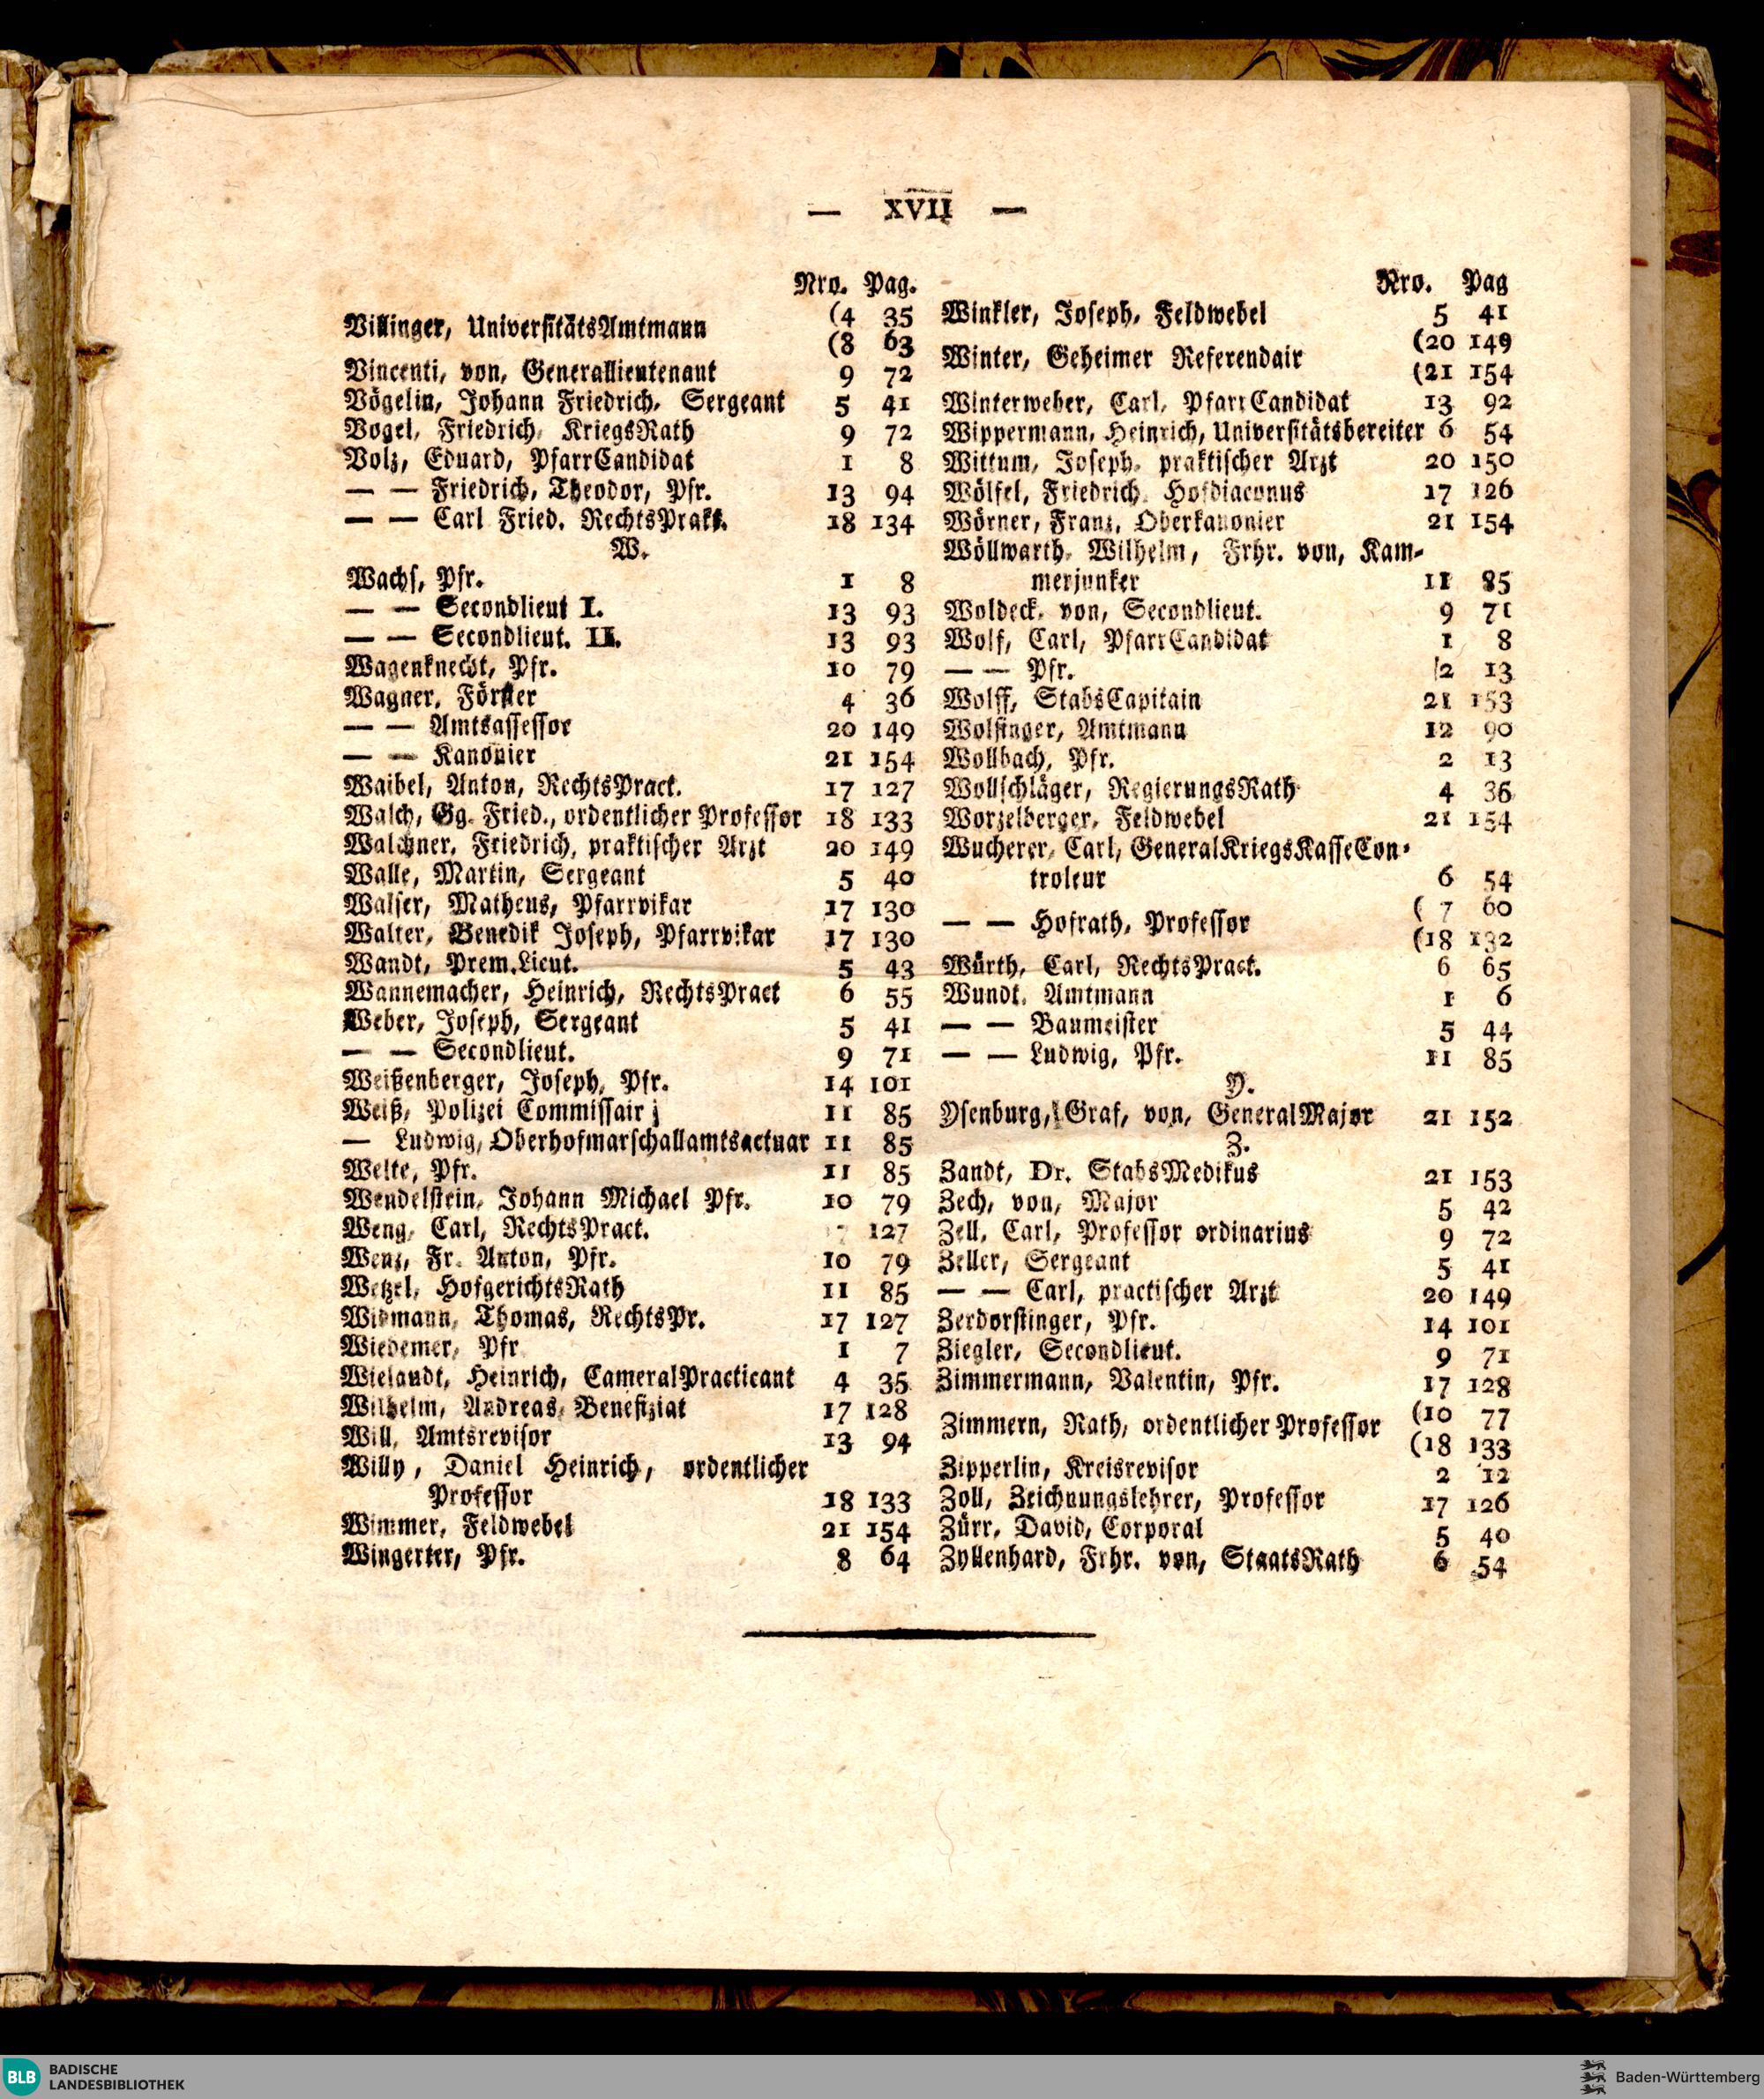 — XVII —
Nro. Pag.
Villinger, UniversitätsAmtmann (4 35
(8 63
Vincenti, von, Generallieutenant 9 72
Vögelin, Johann Friedrich, Sergeant 5 41
Vogel, Friedrich, KriegsRath 9 72
Volz, Eduard, PfarrCandidat 1 8
— — Friedrich, Theodor, Pfr. 13 94
— — Carl Fried. RechtsPrakt. 18 134
W.
Wachs, Pfr. 1 8
— — Secondlieut I. 13 93
— — Secondlieut. II. 13 93
Wagenknecht, Pfr. 10 79
Wagner, Förster 4 36
— — Amtsassessor 20 149
— — Kanonier 21 154
Waibel, Anton, RechtsPract. 17 127
Walch, Gg. Fried., ordentlicher Professor 18 133
Walchner, Friedrich, praktischer Arzt 20 149
Walle, Martin, Sergeant 5 40
Walser, Matheus, Pfarrvikar 17 130
Walter, Benedik Joseph, Pfarrvikar 17 130
Wandt, Prem.Lieut. 5 43
Wannemacher, Heinrich, RechtsPract 6 55
Weber, Joseph, Sergeant 5 41
— — Secondlieut. 9 71
Weißenberger, Joseph, Pfr. 14 101
Weiß, Polizei Commissair 11 85
— Ludwig, Oberhofmarschallamtsactuar 11 85
Welte, Pfr. 11 85
Wendelstein, Johann Michael Pfr. 10 79
Weng, Carl, RechtsPract. 7 127
Wenz, Fr. Anton, Pfr. 10 79
Wetzel, HofgerichtsRath 11 85
Widmann, Thomas, RechtsPr. 17 127
Wiedemer, Pfr 1 7
Wielandt, Heinrich, CameralPracticant 4 35
Wilhelm, Andreas, Benefiziat 17 128
Will, Amtsrevisor 13 94
Willy, Daniel Heinrich, ordentlicher
Professor 18 133
Wimmer, Feldwebel 21 154
Wingerter, Pfr. 8 64
Nro. Pag
Winkler, Joseph, Feldwebel 5 41
Winter, Geheimer Referendair (20 149
(21 154
Winterweber, Carl, PfarrCandidat 13 92
Wippermann, Heinrich, Universitätsbereiter 6 54
Wittum, Joseph, praktischer Arzt 20 150
Wölfel, Friedrich, Hofdiaconus 17 126
Wörner, Franz, Oberkanonier 21 154
Wöllwarth, Wilhelm, Frhr. von, Kam-
merjunker 11 85
Woldeck, von, Secondlieut. 9 71
Wolf, Carl, PfarrCandidat 1 8
— — Pfr. 2 13
Wolff, StabsCapitain 21 153
Wolfinger, Amtmann 12 90
Wollbach, Pfr. 2 13
Wollschläger, RegierungsRath 4 36
Worzelberger, Feldwebel 21 154
Wucherer, Carl, GeneralKriegsKasseCon-
troleur 6 54
— — Hofrath, Professor ( 7 60
(18 132
Würth, Carl, RechtsPract. 6 65
Wundt, Amtmann 1 6
— — Baumeister 5 44
— — Ludwig, Pfr. 11 85
Y.
Ysenburg, Graf, von, GeneralMajor 21 152
Z.
Zandt, Dr. StabsMedikus 21 153
Zech, von, Major 5 42
Zell, Carl, Professor ordinarius 9 72
Zeller, Sergeant 5 41
— — Carl, practischer Arzt 20 149
Zerdorstinger, Pfr. 14 101
Ziegler, Secondlieut. 9 71
Zimmermann, Valentin, Pfr. 17 128
Zimmern, Rath, ordentlicher Professor (10 77
(18 133
Zipperlin, Kreisrevisor 2 12
Zoll, Zeichnungslehrer, Professor 17 126
Zürr, David, Corporal 5 40
Zyllenhard, Frhr. von, StaatsRath 6 54
BLB BADISCHE
LANDESBIBLIOTHEK
Baden-Württemberg